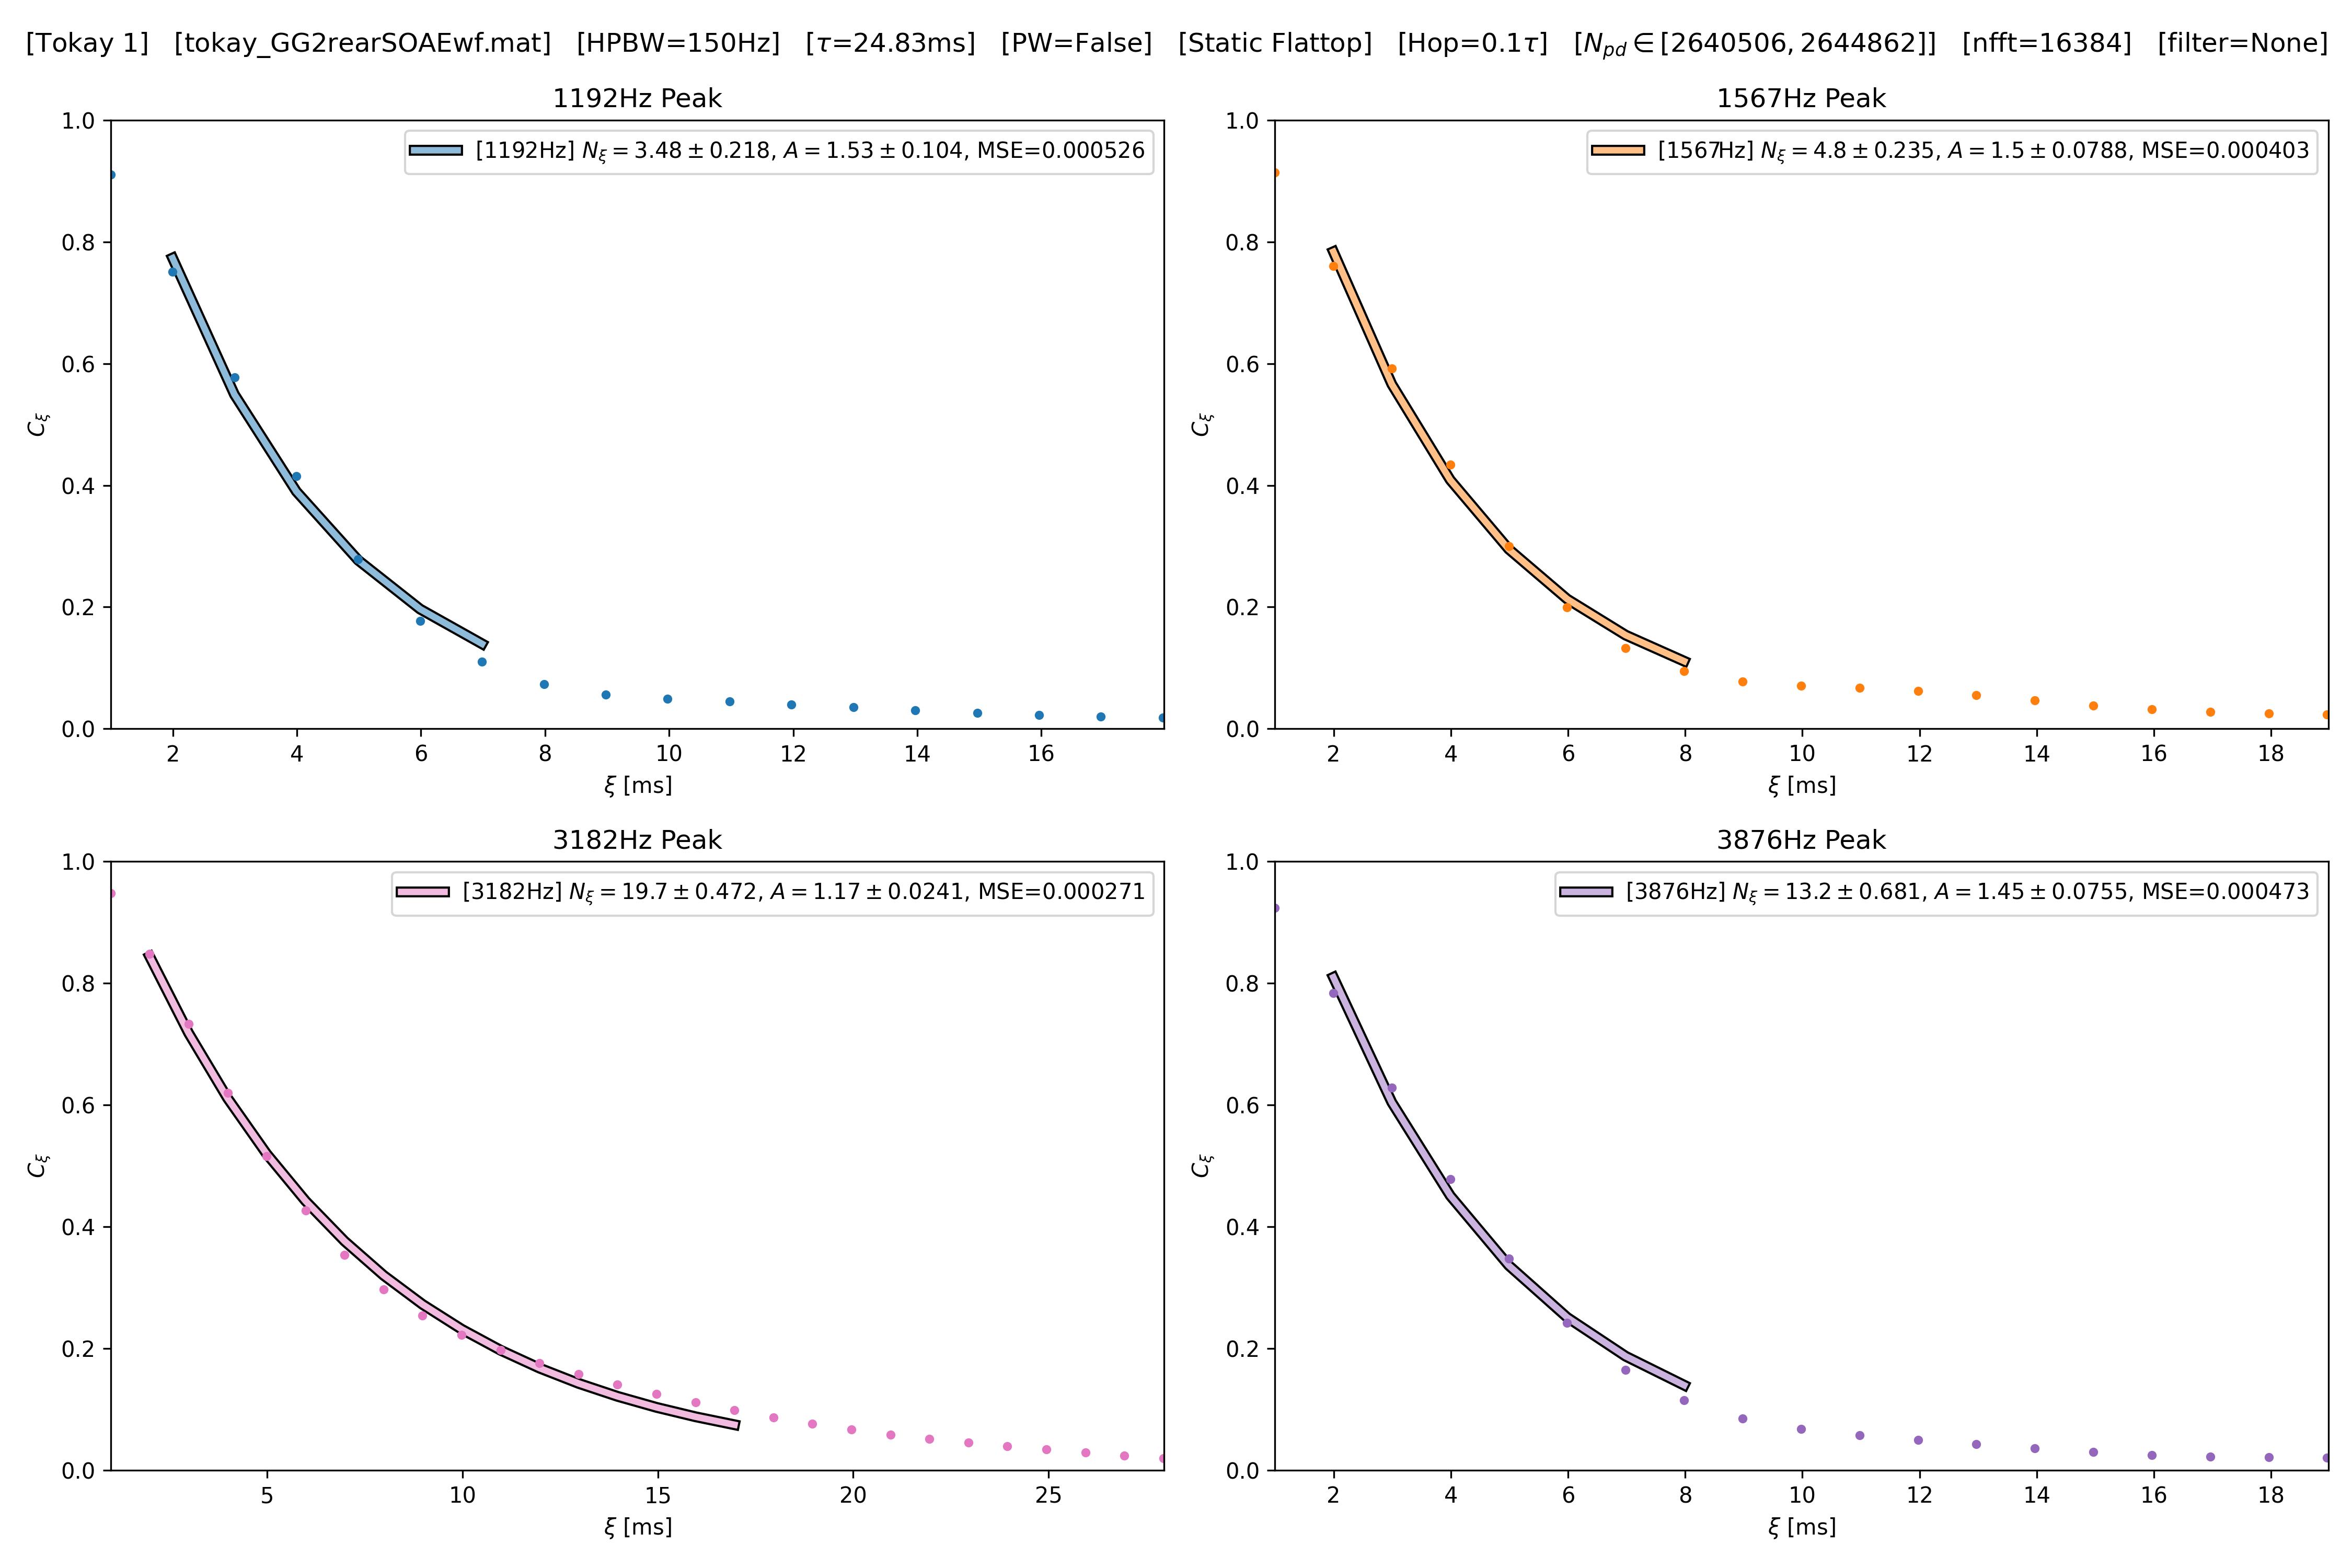 [Tokay 1] [tokay_GG2rearSOAEwf.mat] [HPBW=150Hz] [τ=24.83ms] [PW=False] [Static Flattop] [Hop=0.1τ] [N_pd ∈ [2640506, 2644862]] [nfft=16384] [filter=None]
1192Hz Peak
[1192Hz] N_ξ = 3.48 ± 0.218, A = 1.53 ± 0.104, MSE=0.000526
1.0
0.8
0.6
0.4
0.2
0.0
C_ξ
2 4 6 8 10 12 14 16
ξ [ms]
1567Hz Peak
[1567Hz] N_ξ = 4.8 ± 0.235, A = 1.5 ± 0.0788, MSE=0.000403
1.0
0.8
0.6
0.4
0.2
0.0
C_ξ
2 4 6 8 10 12 14 16 18
ξ [ms]
3182Hz Peak
[3182Hz] N_ξ = 19.7 ± 0.472, A = 1.17 ± 0.0241, MSE=0.000271
1.0
0.8
0.6
0.4
0.2
0.0
C_ξ
5 10 15 20 25
ξ [ms]
3876Hz Peak
[3876Hz] N_ξ = 13.2 ± 0.681, A = 1.45 ± 0.0755, MSE=0.000473
1.0
0.8
0.6
0.4
0.2
0.0
C_ξ
2 4 6 8 10 12 14 16 18
ξ [ms]